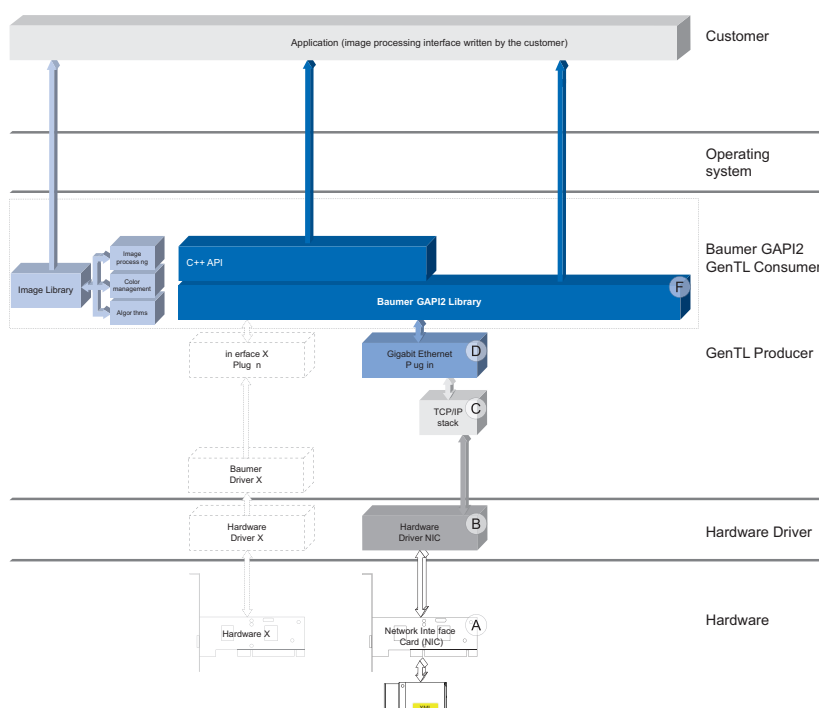 Customer
Application (image processing interface written by the customer)
Operating
system
Baumer GAPI2
GenTL Consumer
Image
process ng
C++ API
Color
management
Image Library
F
Baumer GAPI2 Library
Algor thms
in erface X
Plug n
Gigabit Ethernet
P ug in
D
GenTL Producer
TCP/IP
stack
C
Baumer
Driver X
Hardware
Driver X
Hardware
Driver NIC
B
Hardware Driver
Hardware
Hardware X
Network Inte face
Card (NIC)
A
XML